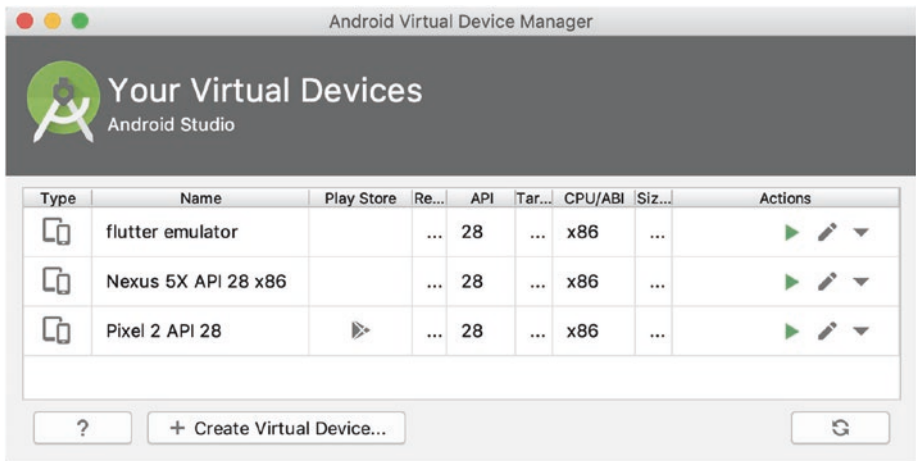 Android Virtual Device Manager
Your Virtual Devices
Android Studio
Type Name Play Store Re... API Tar... CPU/ABI Siz... Actions
flutter emulator ... 28 ... x86 ...
Nexus 5X API 28 x86 ... 28 ... x86 ...
Pixel 2 API 28 ... 28 ... x86 ...
? + Create Virtual Device...